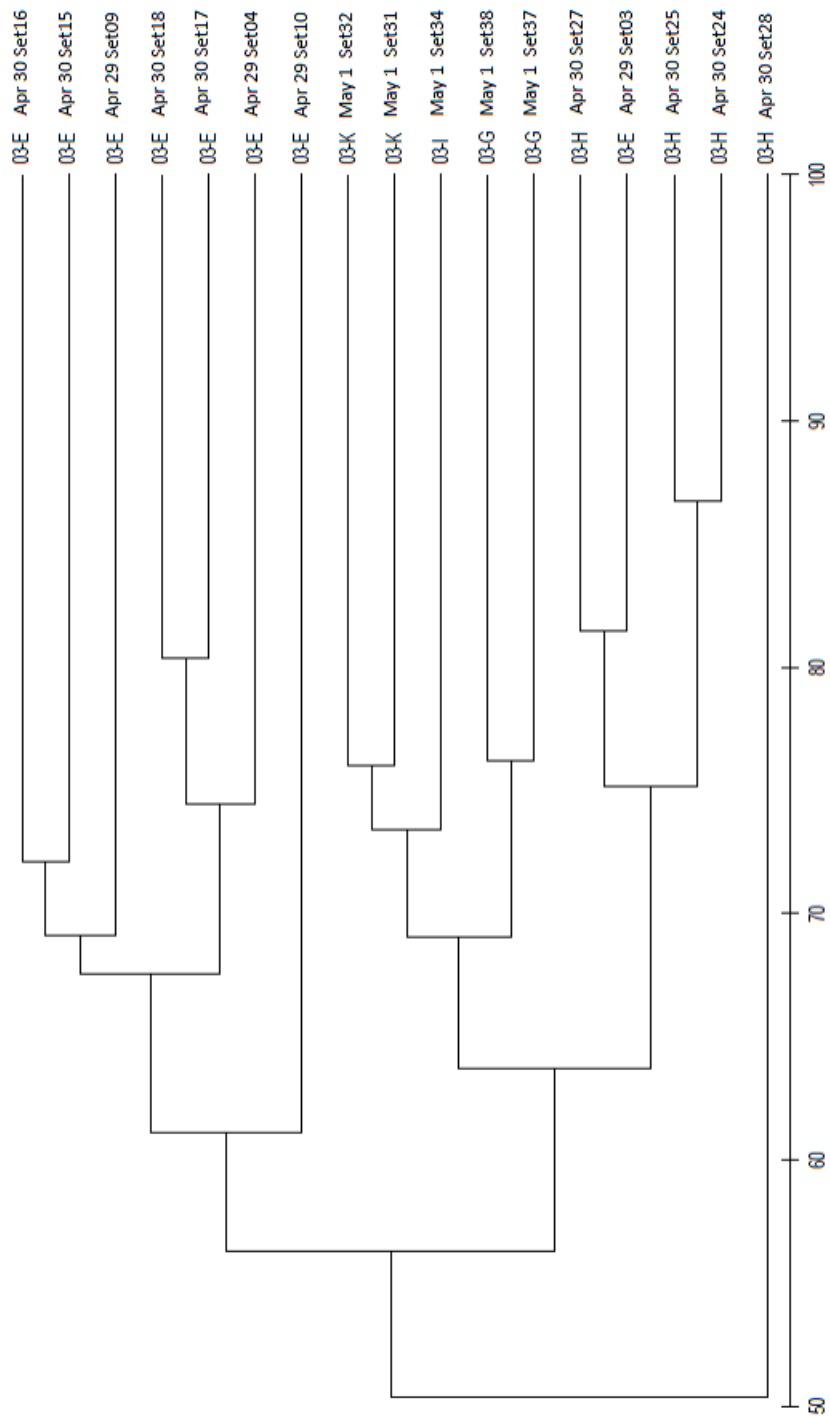 03-E Apr 30 Set16
03-E Apr 30 Set15
03-E Apr 29 Set09
03-E Apr 30 Set18
03-E Apr 30 Set17
03-E Apr 29 Set04
03-E Apr 29 Set10
03-K May 1 Set32
03-K May 1 Set31
03-I May 1 Set34
03-G May 1 Set38
03-G May 1 Set37
03-H Apr 30 Set27
03-E Apr 29 Set03
03-H Apr 30 Set25
03-H Apr 30 Set24
03-H Apr 30 Set28
100
90
80
70
60
50